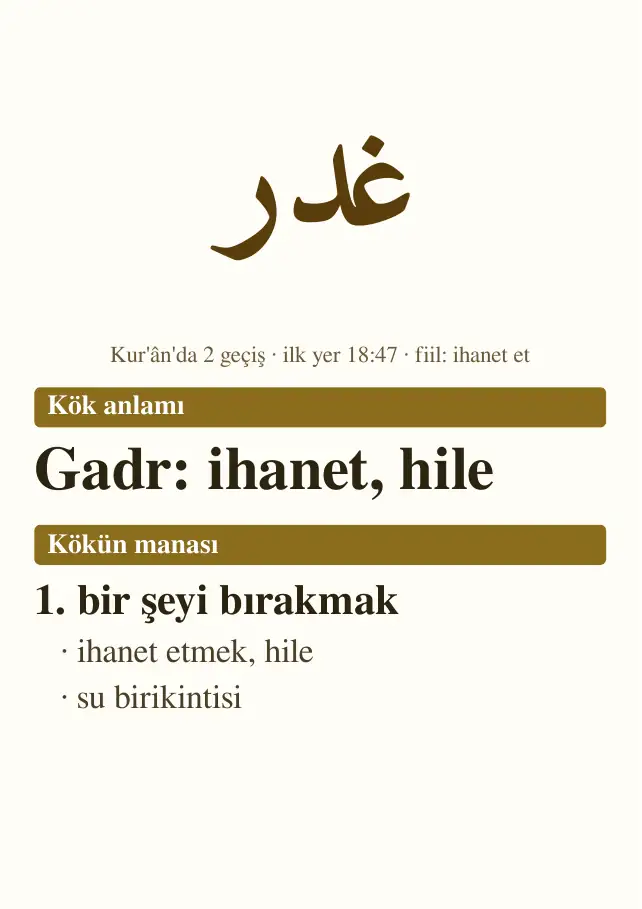 غدر
Kur'ân'da 2 geçiş · ilk yer 18:47 · fiil: ihanet et
Kök anlamı
Gadr: ihanet, hile
Kökün manası
1. bir şeyi bırakmak
· ihanet etmek, hile
· su birikintisi